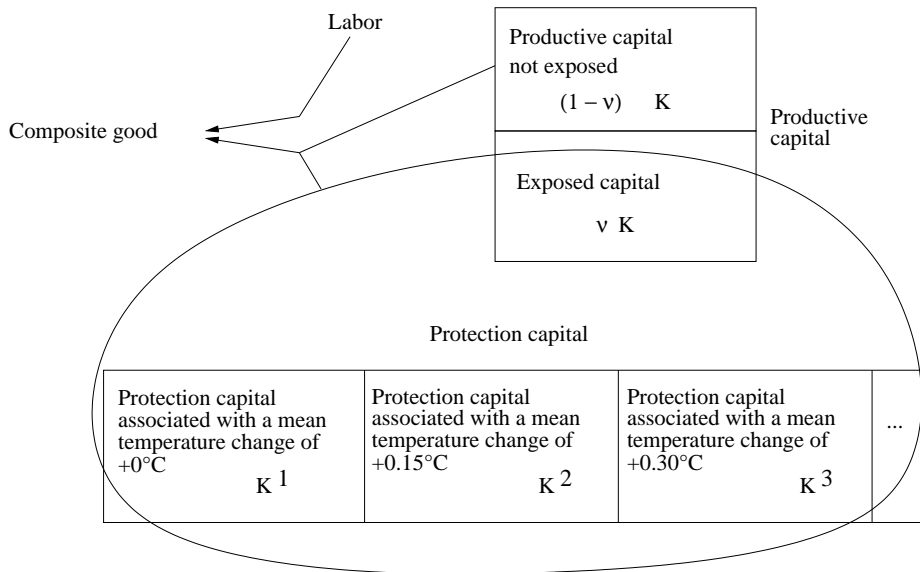 Labor
Productive capital
not exposed
(1 – ν) K
Composite good
Productive
capital
Exposed capital
ν K
Protection capital
Protection capital
associated with a mean
temperature change of
+0°C
K 1
Protection capital
associated with a mean
temperature change of
+0.15°C
K 2
Protection capital
associated with a mean
temperature change of
+0.30°C
K 3
...